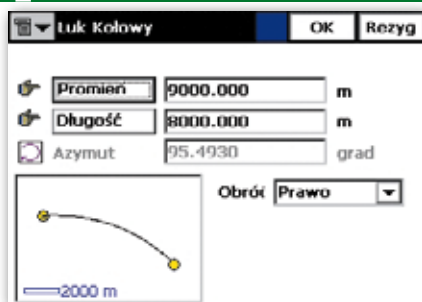 Łuk Kołowy OK Rezyg
Promień 9000.000 m
Długość 8000.000 m
Azymut 95.4930 grad
Obróć Prawo
2000 m